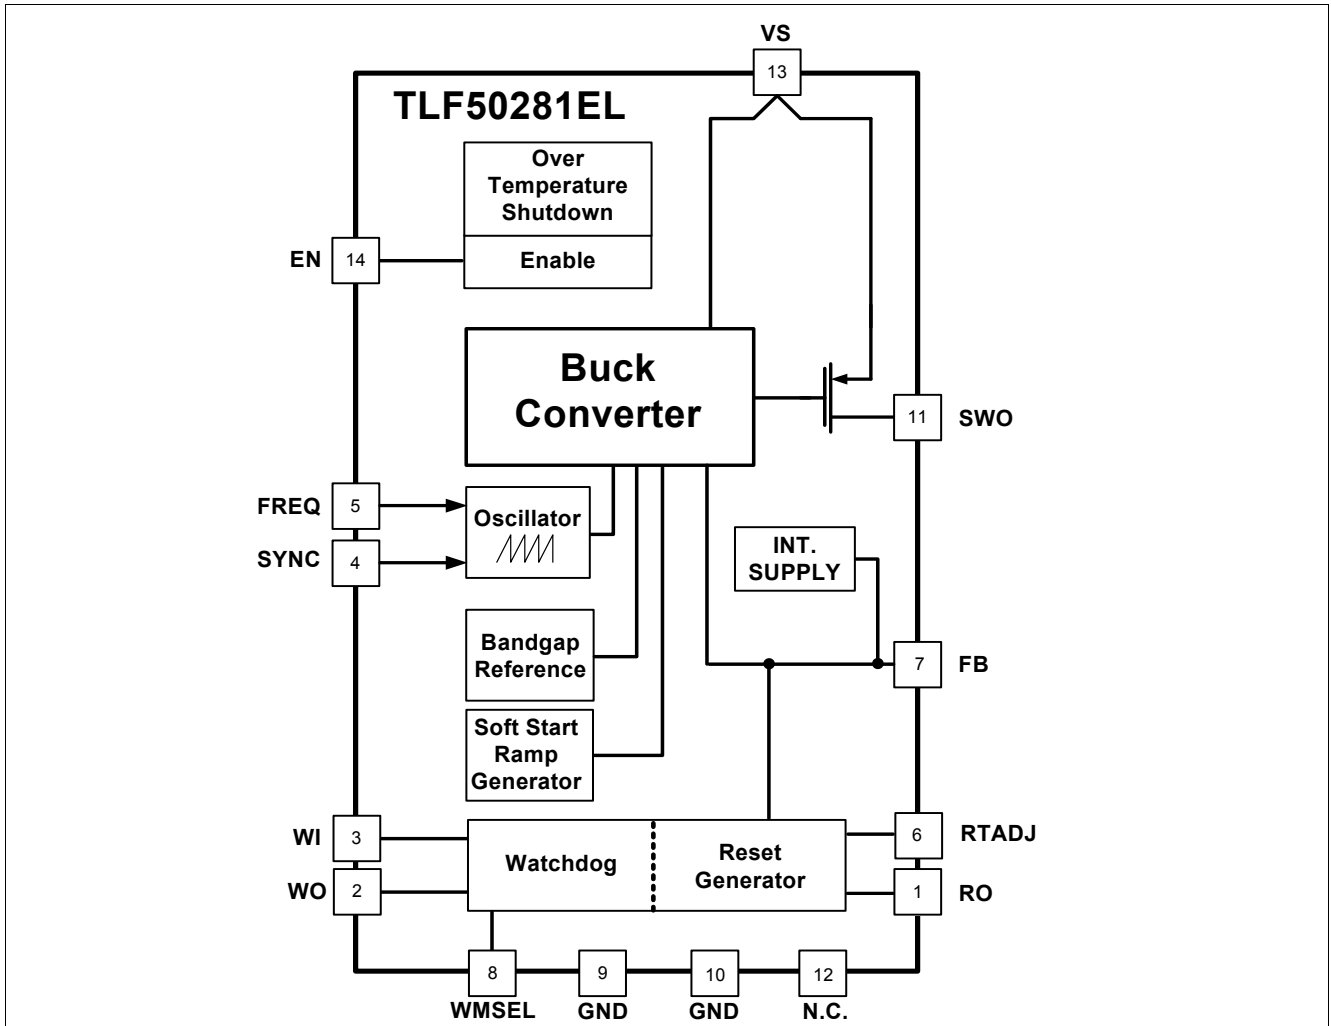 VS
13
TLF50281EL
Over
Temperature
Shutdown
EN
14
Enable
Buck
Converter
11
SWO
FREQ
5
Oscillator
SYNC
4
INT.
SUPPLY
Bandgap
Reference
7
FB
Soft Start
Ramp
Generator
WI
3
Watchdog
Reset
Generator
6
RTADJ
WO
2
1
RO
8
9
10
12
WMSEL
GND
GND
N.C.